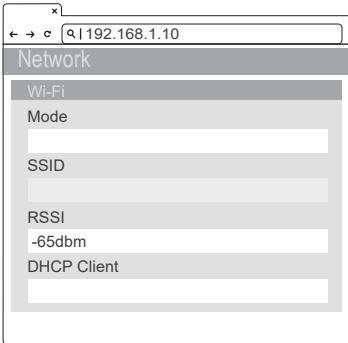 192.168.1.10
Network
Wi-Fi
Mode
SSID
RSSI
-65dbm
DHCP Client